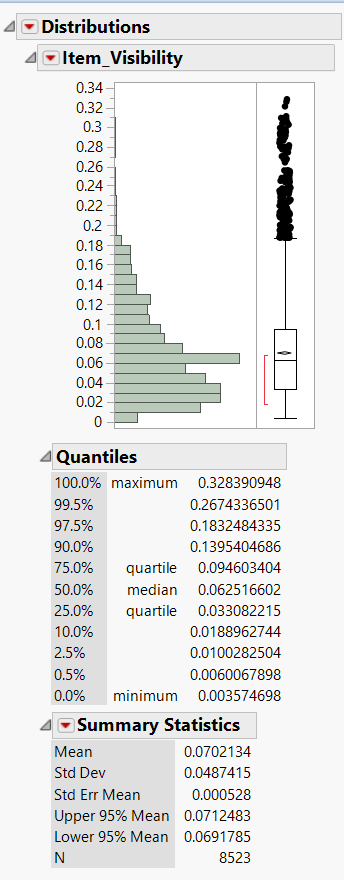 Distributions
Item_Visibility
0.34
0.32
0.3
0.28
0.26
0.24
0.22
0.2
0.18
0.16
0.14
0.12
0.1
0.08
0.06
0.04
0.02
0
Quantiles
100.0% maximum 0.328390948
99.5% 0.2674336501
97.5% 0.1832484335
90.0% 0.1395404686
75.0% quartile 0.094603404
50.0% median 0.062516602
25.0% quartile 0.033082215
10.0% 0.0188962744
2.5% 0.0100282504
0.5% 0.0060067898
0.0% minimum 0.003574698
Summary Statistics
Mean 0.0702134
Std Dev 0.0487415
Std Err Mean 0.000528
Upper 95% Mean 0.0712483
Lower 95% Mean 0.0691785
N 8523